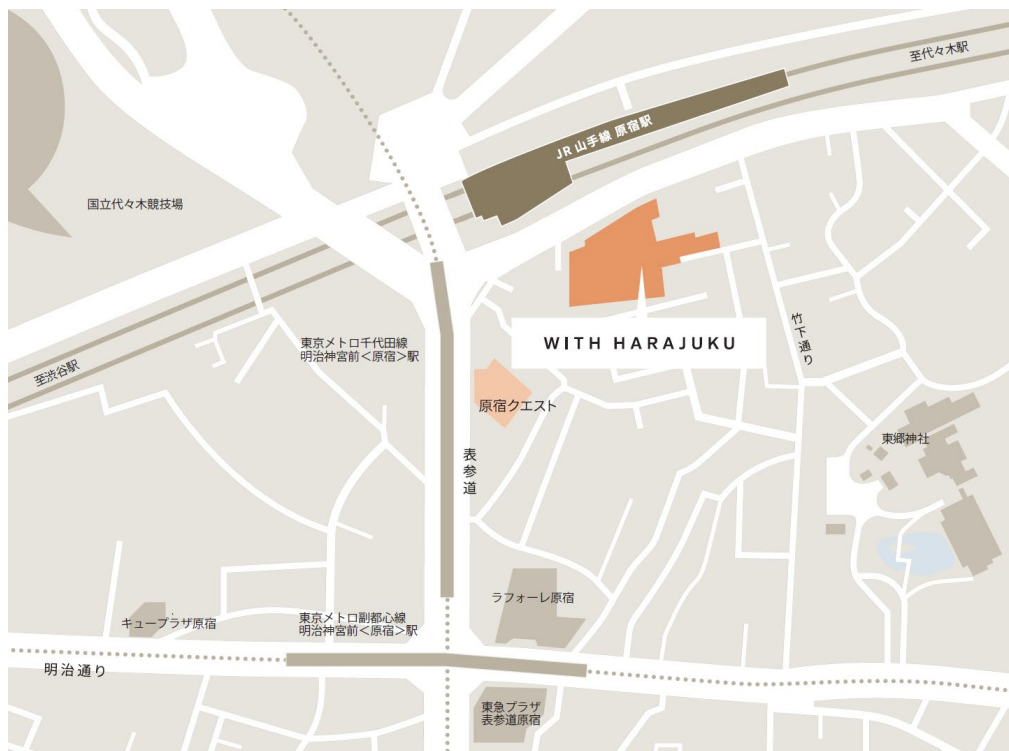 至代々木駅
JR 山手線 原宿駅
国立代々木競技場
東京メトロ千代田線
明治神宮前<原宿>駅
WITH HARAJUKU
竹下通り
至渋谷駅
原宿クエスト
表参道
東郷神社
ラフォーレ原宿
キュープラザ原宿
東京メトロ副都心線
明治神宮前<原宿>駅
明治通り
東急プラザ
表参道原宿